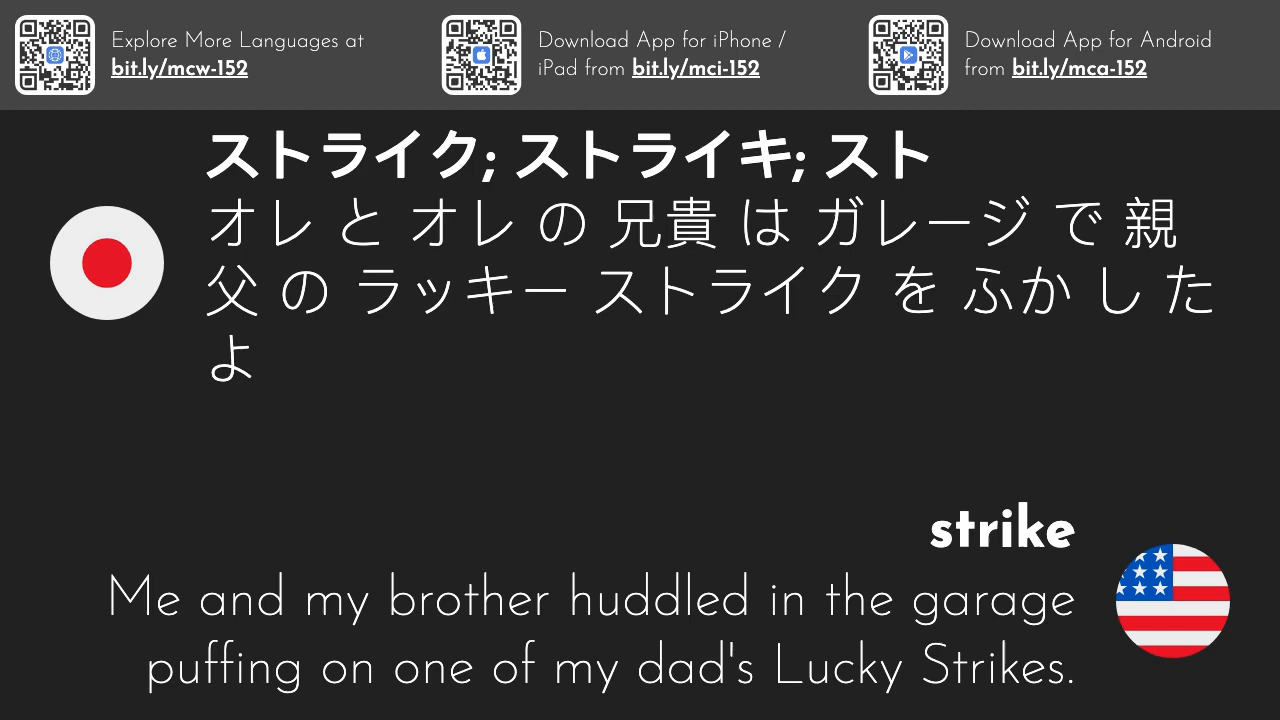 Explore More Languages at
bit.ly/mcw-152
Download App for iPhone /
iPad from bit.ly/mci-152
Download App for Android
from bit.ly/mca-152
ストライク; ストライキ; スト
オレ と オレ の 兄貴 は ガレージ で 親
父 の ラッキー ストライク を ふか し た
よ
strike
Me and my brother huddled in the garage
puffing on one of my dad's Lucky Strikes.